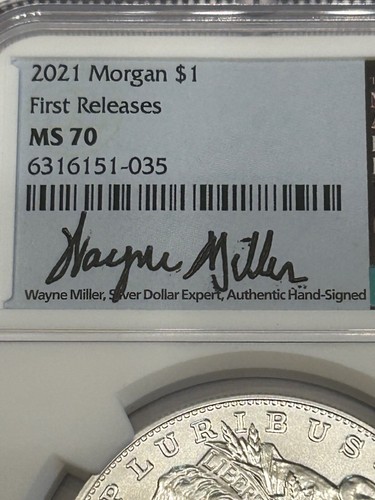 2021 Morgan $1
First Releases
MS 70
6316151-035
Wayne Miller
Wayne Miller, Silver Dollar Expert, Authentic Hand-Signed
PLURIBUS